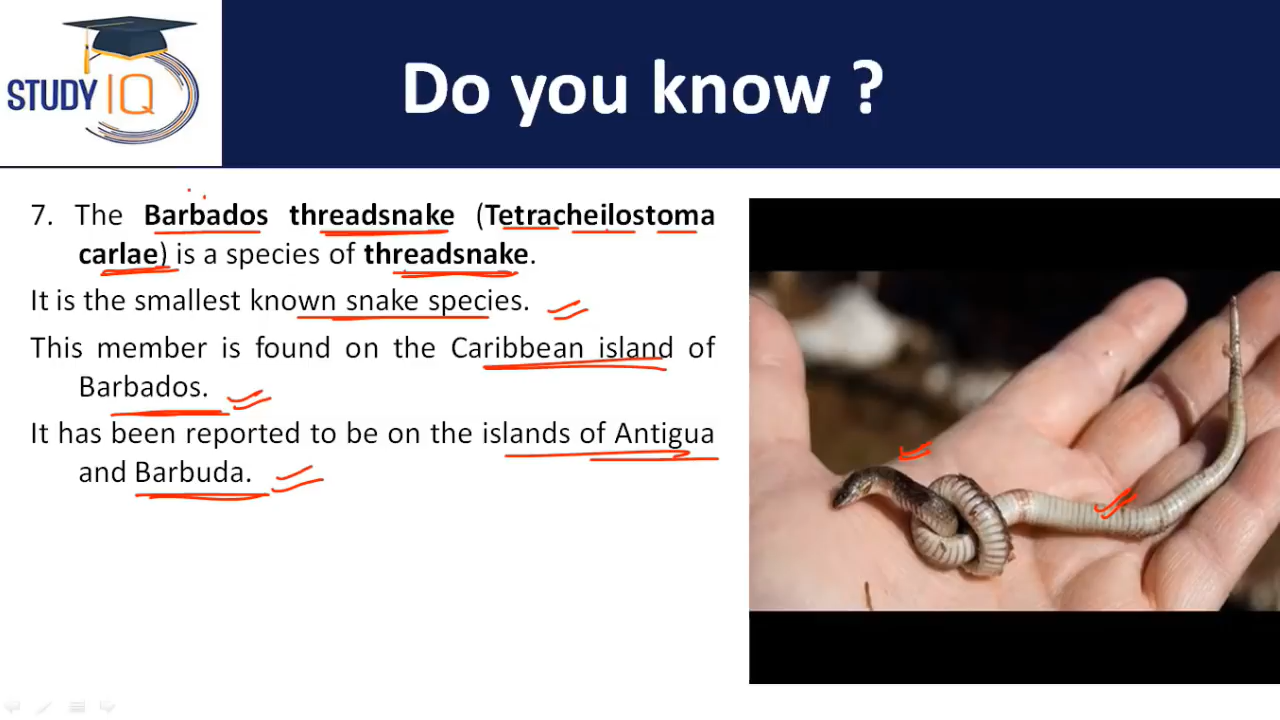 STUDY IQ
Do you know ?
7. The Barbados threadsnake (Tetracheilostoma
carlae) is a species of threadsnake.
It is the smallest known snake species.
This member is found on the Caribbean island of
Barbados.
It has been reported to be on the islands of Antigua
and Barbuda.